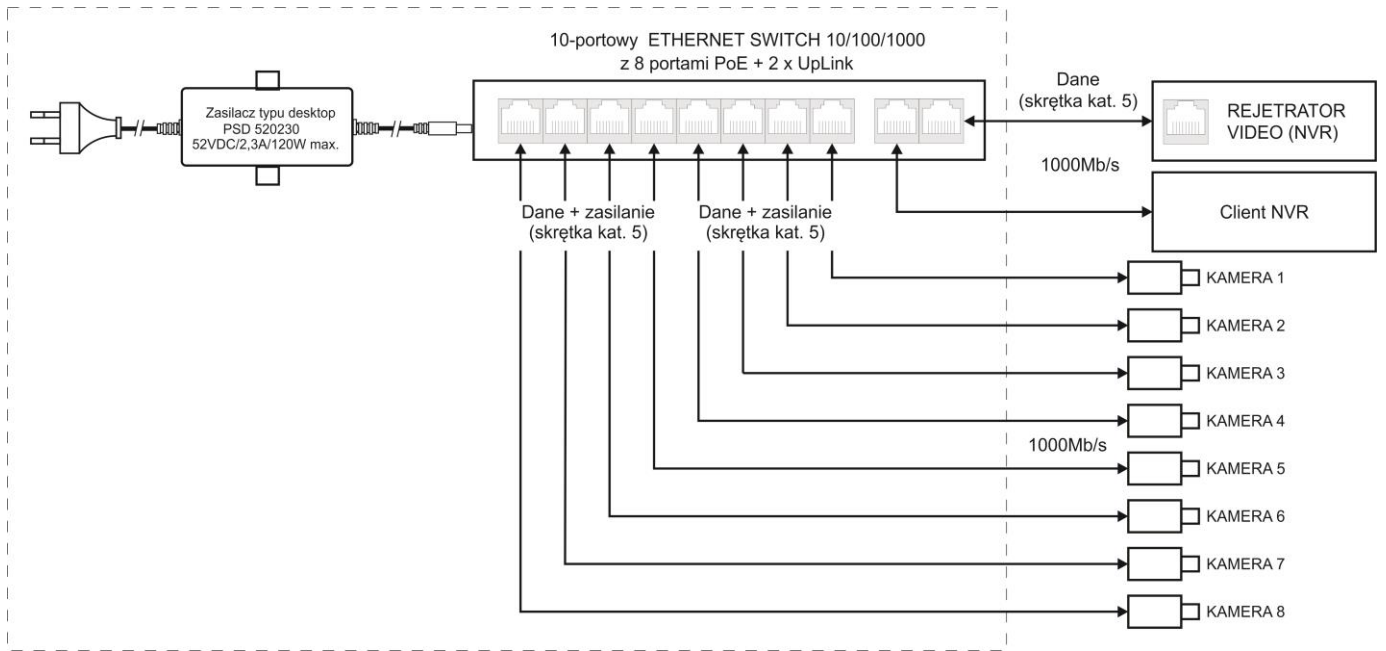 10-portowy ETHERNET SWITCH 10/100/1000
z 8 portami PoE + 2 x UpLink
Zasilacz typu desktop
PSD 520230
52VDC/2,3A/120W max.
Dane
(skrętka kat. 5)
REJETRATOR
VIDEO (NVR)
1000Mb/s
Client NVR
Dane + zasilanie
(skrętka kat. 5)
Dane + zasilanie
(skrętka kat. 5)
KAMERA 1
KAMERA 2
KAMERA 3
KAMERA 4
1000Mb/s
KAMERA 5
KAMERA 6
KAMERA 7
KAMERA 8